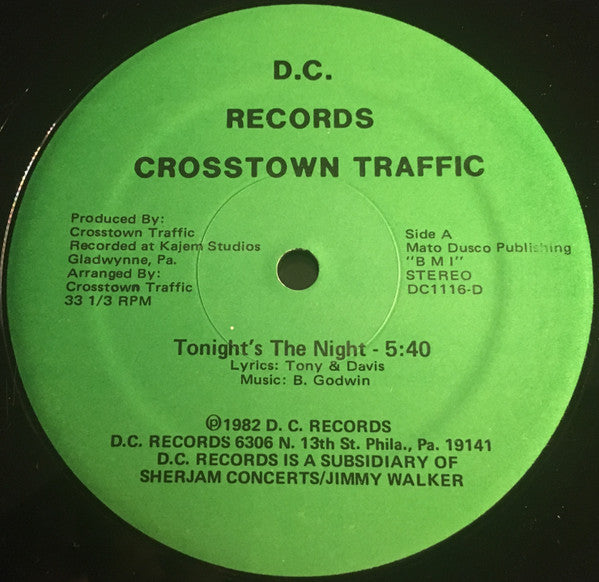 D.C.
RECORDS
CROSSTOWN TRAFFIC
Produced By:
Crosstown Traffic
Recorded at Kajem Studios
Gladwynne, Pa.
Arranged By:
Crosstown Traffic
33 1/3 RPM
Side A
Mato Dusco Publishing
"B M I"
STEREO
DC1116-D
Tonight's The Night - 5:40
Lyrics: Tony & Davis
Music: B. Godwin
Ⓟ1982 D. C. RECORDS
D.C. RECORDS 6306 N. 13th St. Phila., Pa. 19141
D.C. RECORDS IS A SUBSIDIARY OF
SHERJAM CONCERTS/JIMMY WALKER